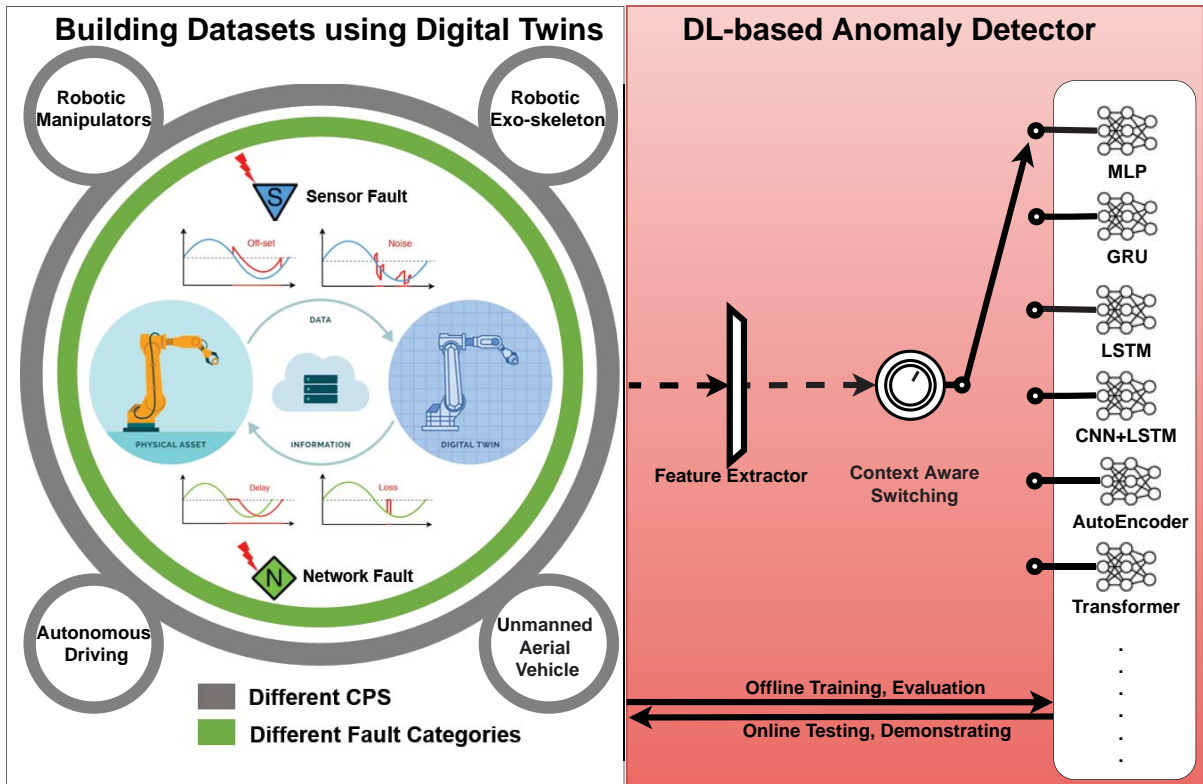 Building Datasets using Digital Twins
Robotic
Manipulators
Robotic
Exo-skeleton
S
Sensor Fault
Off-set
Noise
DATA
PHYSICAL ASSET
INFORMATION
DIGITAL TWIN
Delay
Loss
N
Network Fault
Autonomous
Driving
Unmanned
Aerial
Vehicle
Different CPS
Different Fault Categories
DL-based Anomaly Detector
Feature Extractor
Context Aware
Switching
MLP
GRU
LSTM
CNN+LSTM
AutoEncoder
Transformer
Offline Training, Evaluation
Online Testing, Demonstrating